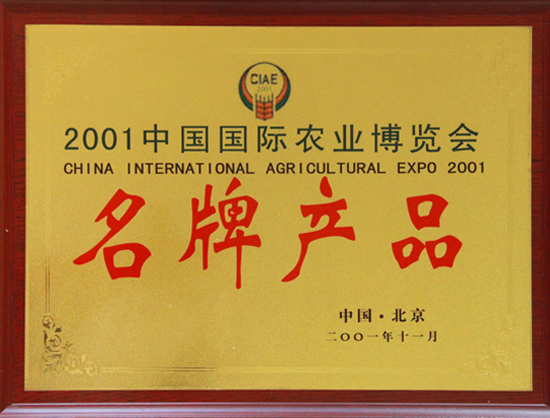 CIAE
2001
2001中国国际农业博览会
CHINA INTERNATIONAL AGRICULTURAL EXPO 2001
名牌产品
中国·北京
二〇〇一年十一月